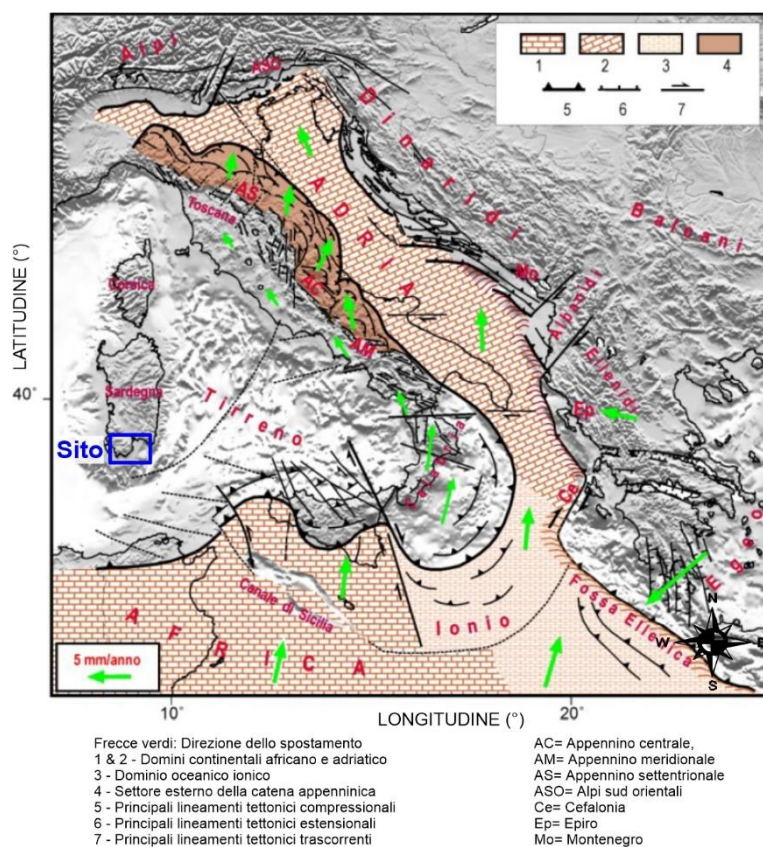 Alpi
ASO
1 2 3 4
5 6 7
Dinaridi
ADRIA
AS
Toscana
Balcani
LATITUDINE (°)
Corsica
AC
Mo
Albanidi
AM
Ellenidi
40°
Sardegna
Tirreno
Ep
Sito
Calabria
Ce
Egeo
Canale di Sicilia
Ionio
Fossa Ellenica
AFRICA
N
S
5 mm/anno
10° 20°
LONGITUDINE (°)
Frecce verdi: Direzione dello spostamento
1 & 2 - Domini continentali africano e adriatico
3 - Dominio oceanico ionico
4 - Settore esterno della catena appenninica
5 - Principali lineamenti tettonici compressionali
6 - Principali lineamenti tettonici estensionali
7 - Principali lineamenti tettonici trascorrenti
AC= Appennino centrale,
AM= Appennino meridionale
AS= Appennino settentrionale
ASO= Alpi sud orientali
Ce= Cefalonia
Ep= Epiro
Mo= Montenegro